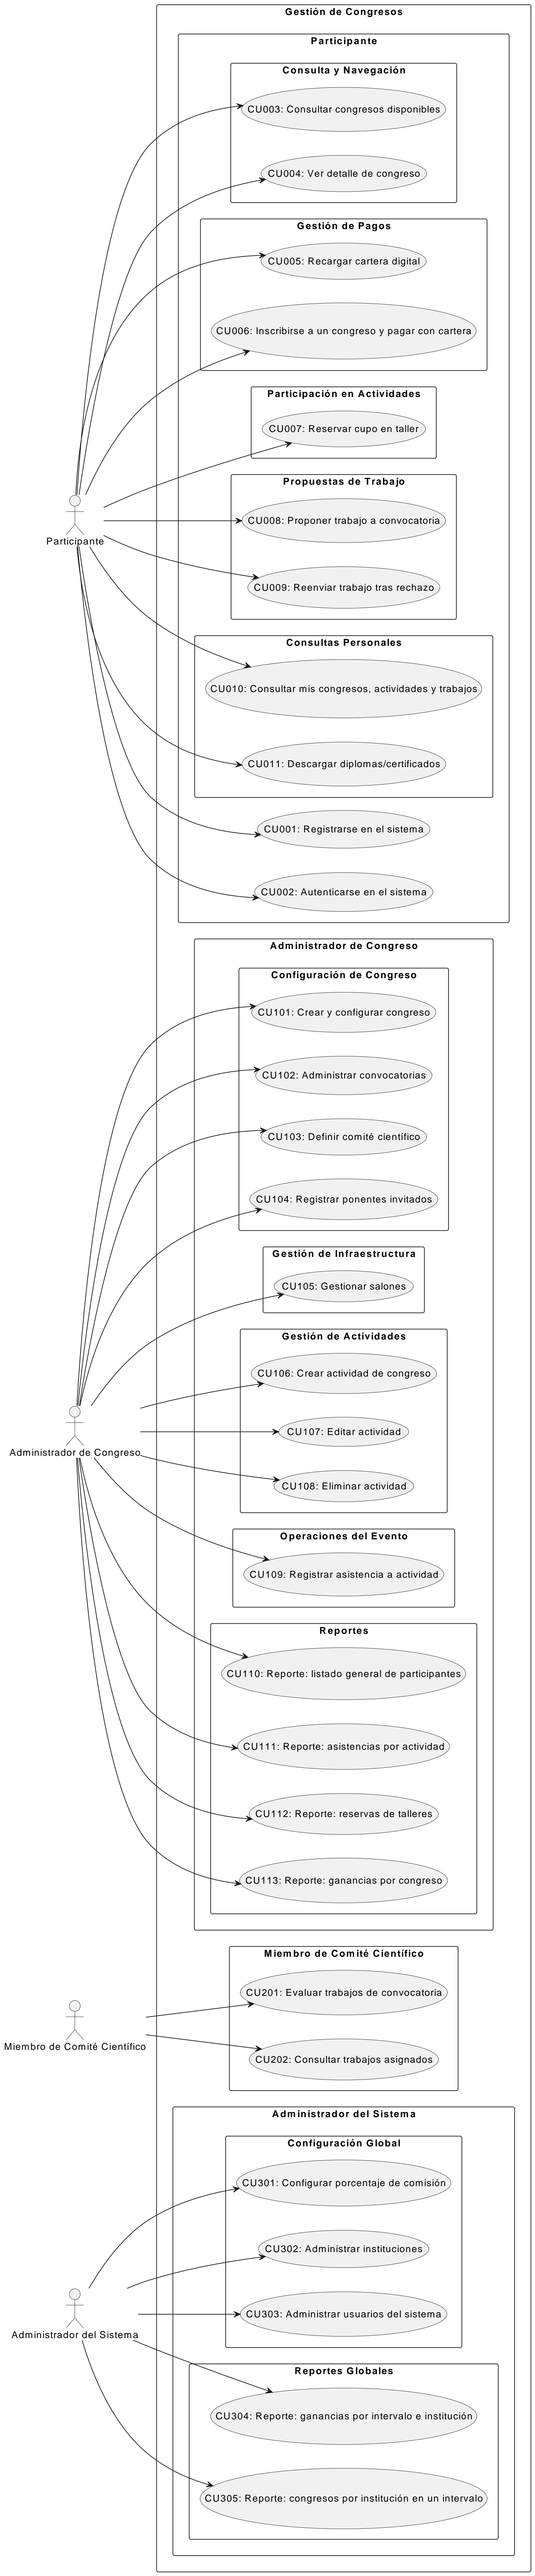 Gestión de Congresos
Participante
Consulta y Navegación
CU003: Consultar congresos disponibles
CU004: Ver detalle de congreso
Gestión de Pagos
CU005: Recargar cartera digital
CU006: Inscribirse a un congreso y pagar con cartera
Participación en Actividades
CU007: Reservar cupo en taller
Propuestas de Trabajo
CU008: Proponer trabajo a convocatoria
Participante
CU009: Reenviar trabajo tras rechazo
Consultas Personales
CU010: Consultar mis congresos, actividades y trabajos
CU011: Descargar diplomas/certificados
CU001: Registrarse en el sistema
CU002: Autenticarse en el sistema
Administrador de Congreso
Configuración de Congreso
CU101: Crear y configurar congreso
CU102: Administrar convocatorias
CU103: Definir comité científico
CU104: Registrar ponentes invitados
Gestión de Infraestructura
CU105: Gestionar salones
Gestión de Actividades
CU106: Crear actividad de congreso
CU107: Editar actividad
Administrador de Congreso
CU108: Eliminar actividad
Operaciones del Evento
CU109: Registrar asistencia a actividad
Reportes
CU110: Reporte: listado general de participantes
CU111: Reporte: asistencias por actividad
CU112: Reporte: reservas de talleres
CU113: Reporte: ganancias por congreso
Miembro de Comité Científico
CU201: Evaluar trabajos de convocatoria
Miembro de Comité Científico
CU202: Consultar trabajos asignados
Administrador del Sistema
Configuración Global
CU301: Configurar porcentaje de comisión
CU302: Administrar instituciones
CU303: Administrar usuarios del sistema
Administrador del Sistema
Reportes Globales
CU304: Reporte: ganancias por intervalo e institución
CU305: Reporte: congresos por institución en un intervalo